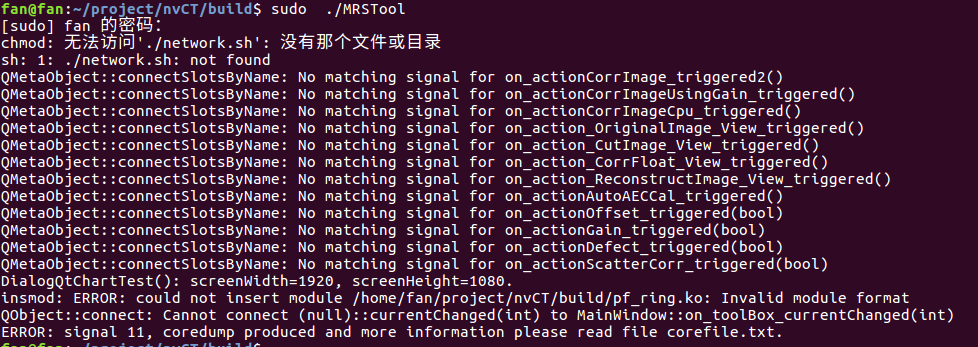 fan@fan:~/project/nvCT/build$ sudo  ./MRSTool
[sudo] fan 的密码：
chmod: 无法访问'./network.sh': 没有那个文件或目录
sh: 1: ./network.sh: not found
QMetaObject::connectSlotsByName: No matching signal for on_actionCorrImage_triggered2()
QMetaObject::connectSlotsByName: No matching signal for on_actionCorrImageUsingGain_triggered()
QMetaObject::connectSlotsByName: No matching signal for on_actionCorrImageCpu_triggered()
QMetaObject::connectSlotsByName: No matching signal for on_action_OriginalImage_View_triggered()
QMetaObject::connectSlotsByName: No matching signal for on_action_CutImage_View_triggered()
QMetaObject::connectSlotsByName: No matching signal for on_action_CorrFloat_View_triggered()
QMetaObject::connectSlotsByName: No matching signal for on_action_ReconstructImage_View_triggered()
QMetaObject::connectSlotsByName: No matching signal for on_actionAutoAECCal_triggered()
QMetaObject::connectSlotsByName: No matching signal for on_actionOffset_triggered(bool)
QMetaObject::connectSlotsByName: No matching signal for on_actionGain_triggered(bool)
QMetaObject::connectSlotsByName: No matching signal for on_actionDefect_triggered(bool)
QMetaObject::connectSlotsByName: No matching signal for on_actionScatterCorr_triggered(bool)
DialogQtChartTest(): screenWidth=1920, screenHeight=1080.
insmod: ERROR: could not insert module /home/fan/project/nvCT/build/pf_ring.ko: Invalid module format
QObject::connect: Cannot connect (null)::currentChanged(int) to MainWindow::on_toolBox_currentChanged(int)
ERROR: signal 11, coredump produced and more information please read file corefile.txt.
fan@fan:~/project/nvCT/build$